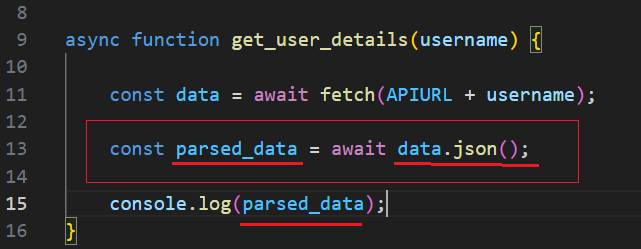 8
9 async function get_user_details(username) {
10
11 const data = await fetch(APIURL + username);
12
13 const parsed_data = await data.json();
14
15 console.log(parsed_data);
16 }